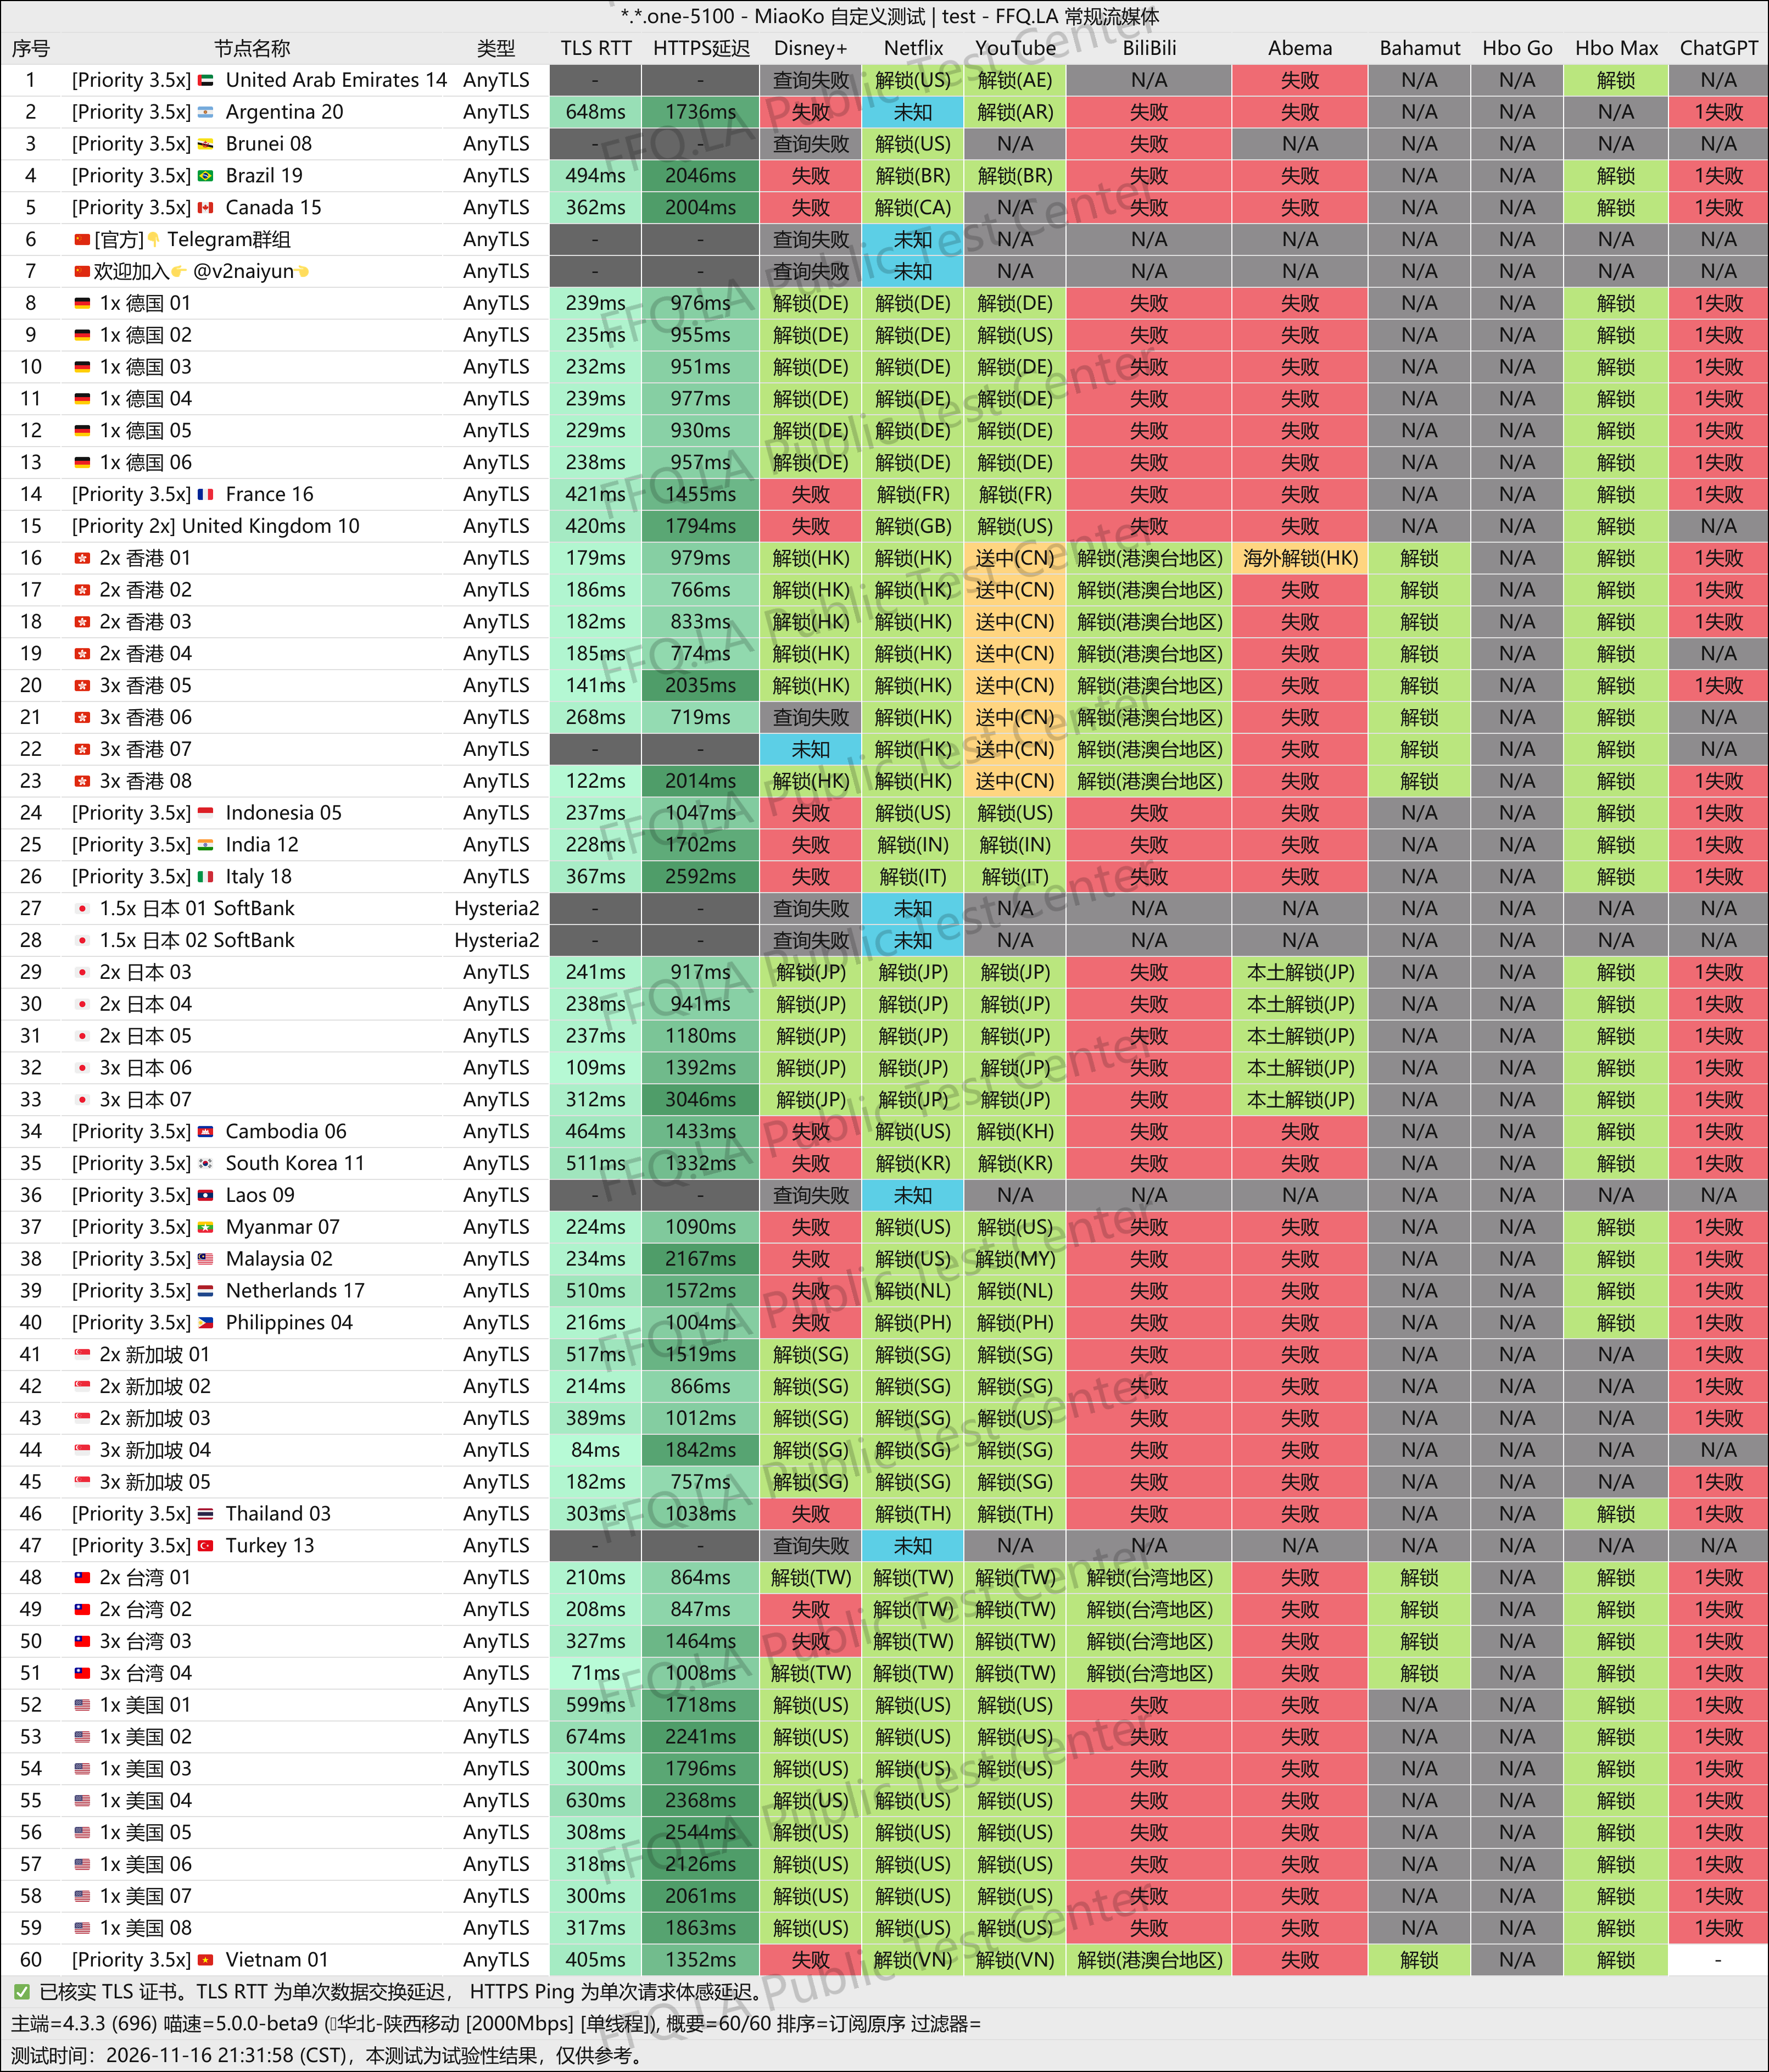 *.*.one-5100 - MiaoKo 自定义测试 | test - FFQ.LA 常规流媒体
序号 节点名称 类型 TLS RTT HTTPS延迟 Disney+ Netflix YouTube BiliBili Abema Bahamut Hbo Go Hbo Max ChatGPT
1 [Priority 3.5x] 🇦🇪 United Arab Emirates 14 AnyTLS - - 查询失败 解锁(US) 解锁(AE) N/A 失败 N/A N/A 解锁 N/A
2 [Priority 3.5x] 🇦🇷 Argentina 20 AnyTLS 648ms 1736ms 失败 未知 解锁(AR) 失败 失败 N/A N/A N/A 1失败
3 [Priority 3.5x] 🇧🇳 Brunei 08 AnyTLS - - 查询失败 解锁(US) N/A 失败 N/A N/A N/A N/A N/A
4 [Priority 3.5x] 🇧🇷 Brazil 19 AnyTLS 494ms 2046ms 失败 解锁(BR) 解锁(BR) 失败 失败 N/A N/A 解锁 1失败
5 [Priority 3.5x] 🇨🇦 Canada 15 AnyTLS 362ms 2004ms 失败 解锁(CA) N/A 失败 失败 N/A N/A 解锁 1失败
6 🇨🇳[官方]👇 Telegram群组 AnyTLS - - 查询失败 未知 N/A N/A N/A N/A N/A N/A N/A
7 🇨🇳欢迎加入👉 @v2naiyun👈 AnyTLS - - 查询失败 未知 N/A N/A N/A N/A N/A N/A N/A
8 🇩🇪 1x 德国 01 AnyTLS 239ms 976ms 解锁(DE) 解锁(DE) 解锁(DE) 失败 失败 N/A N/A 解锁 1失败
9 🇩🇪 1x 德国 02 AnyTLS 235ms 955ms 解锁(DE) 解锁(DE) 解锁(US) 失败 失败 N/A N/A 解锁 1失败
10 🇩🇪 1x 德国 03 AnyTLS 232ms 951ms 解锁(DE) 解锁(DE) 解锁(DE) 失败 失败 N/A N/A 解锁 1失败
11 🇩🇪 1x 德国 04 AnyTLS 239ms 977ms 解锁(DE) 解锁(DE) 解锁(DE) 失败 失败 N/A N/A 解锁 1失败
12 🇩🇪 1x 德国 05 AnyTLS 229ms 930ms 解锁(DE) 解锁(DE) 解锁(DE) 失败 失败 N/A N/A 解锁 1失败
13 🇩🇪 1x 德国 06 AnyTLS 238ms 957ms 解锁(DE) 解锁(DE) 解锁(DE) 失败 失败 N/A N/A 解锁 1失败
14 [Priority 3.5x] 🇫🇷 France 16 AnyTLS 421ms 1455ms 失败 解锁(FR) 解锁(FR) 失败 失败 N/A N/A 解锁 1失败
15 [Priority 2x] United Kingdom 10 AnyTLS 420ms 1794ms 失败 解锁(GB) 解锁(US) 失败 失败 N/A N/A 解锁 N/A
16 🇭🇰 2x 香港 01 AnyTLS 179ms 979ms 解锁(HK) 解锁(HK) 送中(CN) 解锁(港澳台地区) 海外解锁(HK) 解锁 N/A 解锁 1失败
17 🇭🇰 2x 香港 02 AnyTLS 186ms 766ms 解锁(HK) 解锁(HK) 送中(CN) 解锁(港澳台地区) 失败 解锁 N/A 解锁 1失败
18 🇭🇰 2x 香港 03 AnyTLS 182ms 833ms 解锁(HK) 解锁(HK) 送中(CN) 解锁(港澳台地区) 失败 解锁 N/A 解锁 1失败
19 🇭🇰 2x 香港 04 AnyTLS 185ms 774ms 解锁(HK) 解锁(HK) 送中(CN) 解锁(港澳台地区) 失败 解锁 N/A 解锁 N/A
20 🇭🇰 3x 香港 05 AnyTLS 141ms 2035ms 解锁(HK) 解锁(HK) 送中(CN) 解锁(港澳台地区) 失败 解锁 N/A 解锁 1失败
21 🇭🇰 3x 香港 06 AnyTLS 268ms 719ms 查询失败 解锁(HK) 送中(CN) 解锁(港澳台地区) 失败 解锁 N/A 解锁 N/A
22 🇭🇰 3x 香港 07 AnyTLS - - 未知 解锁(HK) 送中(CN) 解锁(港澳台地区) 失败 解锁 N/A 解锁 N/A
23 🇭🇰 3x 香港 08 AnyTLS 122ms 2014ms 解锁(HK) 解锁(HK) 送中(CN) 解锁(港澳台地区) 失败 解锁 N/A 解锁 1失败
24 [Priority 3.5x] 🇮🇩 Indonesia 05 AnyTLS 237ms 1047ms 失败 解锁(US) 解锁(US) 失败 失败 N/A N/A 解锁 1失败
25 [Priority 3.5x] 🇮🇳 India 12 AnyTLS 228ms 1702ms 失败 解锁(IN) 解锁(IN) 失败 失败 N/A N/A 解锁 1失败
26 [Priority 3.5x] 🇮🇹 Italy 18 AnyTLS 367ms 2592ms 失败 解锁(IT) 解锁(IT) 失败 失败 N/A N/A 解锁 1失败
27 🇯🇵 1.5x 日本 01 SoftBank Hysteria2 - - 查询失败 未知 N/A N/A N/A N/A N/A N/A N/A
28 🇯🇵 1.5x 日本 02 SoftBank Hysteria2 - - 查询失败 未知 N/A N/A N/A N/A N/A N/A N/A
29 🇯🇵 2x 日本 03 AnyTLS 241ms 917ms 解锁(JP) 解锁(JP) 解锁(JP) 失败 本土解锁(JP) N/A N/A 解锁 1失败
30 🇯🇵 2x 日本 04 AnyTLS 238ms 941ms 解锁(JP) 解锁(JP) 解锁(JP) 失败 本土解锁(JP) N/A N/A 解锁 1失败
31 🇯🇵 2x 日本 05 AnyTLS 237ms 1180ms 解锁(JP) 解锁(JP) 解锁(JP) 失败 本土解锁(JP) N/A N/A 解锁 1失败
32 🇯🇵 3x 日本 06 AnyTLS 109ms 1392ms 解锁(JP) 解锁(JP) 解锁(JP) 失败 本土解锁(JP) N/A N/A 解锁 1失败
33 🇯🇵 3x 日本 07 AnyTLS 312ms 3046ms 解锁(JP) 解锁(JP) 解锁(JP) 失败 本土解锁(JP) N/A N/A 解锁 1失败
34 [Priority 3.5x] 🇰🇭 Cambodia 06 AnyTLS 464ms 1433ms 失败 解锁(US) 解锁(KH) 失败 失败 N/A N/A 解锁 1失败
35 [Priority 3.5x] 🇰🇷 South Korea 11 AnyTLS 511ms 1332ms 失败 解锁(KR) 解锁(KR) 失败 失败 N/A N/A 解锁 1失败
36 [Priority 3.5x] 🇱🇦 Laos 09 AnyTLS - - 查询失败 未知 N/A N/A N/A N/A N/A N/A N/A
37 [Priority 3.5x] 🇲🇲 Myanmar 07 AnyTLS 224ms 1090ms 失败 解锁(US) 解锁(US) 失败 失败 N/A N/A 解锁 1失败
38 [Priority 3.5x] 🇲🇾 Malaysia 02 AnyTLS 234ms 2167ms 失败 解锁(US) 解锁(MY) 失败 失败 N/A N/A 解锁 1失败
39 [Priority 3.5x] 🇳🇱 Netherlands 17 AnyTLS 510ms 1572ms 失败 解锁(NL) 解锁(NL) 失败 失败 N/A N/A 解锁 1失败
40 [Priority 3.5x] 🇵🇭 Philippines 04 AnyTLS 216ms 1004ms 失败 解锁(PH) 解锁(PH) 失败 失败 N/A N/A 解锁 1失败
41 🇸🇬 2x 新加坡 01 AnyTLS 517ms 1519ms 解锁(SG) 解锁(SG) 解锁(SG) 失败 失败 N/A N/A N/A 1失败
42 🇸🇬 2x 新加坡 02 AnyTLS 214ms 866ms 解锁(SG) 解锁(SG) 解锁(SG) 失败 失败 N/A N/A N/A 1失败
43 🇸🇬 2x 新加坡 03 AnyTLS 389ms 1012ms 解锁(SG) 解锁(SG) 解锁(US) 失败 失败 N/A N/A N/A 1失败
44 🇸🇬 3x 新加坡 04 AnyTLS 84ms 1842ms 解锁(SG) 解锁(SG) 解锁(SG) 失败 失败 N/A N/A N/A N/A
45 🇸🇬 3x 新加坡 05 AnyTLS 182ms 757ms 解锁(SG) 解锁(SG) 解锁(SG) 失败 失败 N/A N/A N/A 1失败
46 [Priority 3.5x] 🇹🇭 Thailand 03 AnyTLS 303ms 1038ms 失败 解锁(TH) 解锁(TH) 失败 失败 N/A N/A 解锁 1失败
47 [Priority 3.5x] 🇹🇷 Turkey 13 AnyTLS - - 查询失败 未知 N/A N/A N/A N/A N/A N/A N/A
48 🇹🇼 2x 台湾 01 AnyTLS 210ms 864ms 解锁(TW) 解锁(TW) 解锁(TW) 解锁(台湾地区) 失败 解锁 N/A 解锁 1失败
49 🇹🇼 2x 台湾 02 AnyTLS 208ms 847ms 失败 解锁(TW) 解锁(TW) 解锁(台湾地区) 失败 解锁 N/A 解锁 1失败
50 🇹🇼 3x 台湾 03 AnyTLS 327ms 1464ms 失败 解锁(TW) 解锁(TW) 解锁(台湾地区) 失败 解锁 N/A 解锁 1失败
51 🇹🇼 3x 台湾 04 AnyTLS 71ms 1008ms 解锁(TW) 解锁(TW) 解锁(TW) 解锁(台湾地区) 失败 解锁 N/A 解锁 1失败
52 🇺🇸 1x 美国 01 AnyTLS 599ms 1718ms 解锁(US) 解锁(US) 解锁(US) 失败 失败 N/A N/A 解锁 1失败
53 🇺🇸 1x 美国 02 AnyTLS 674ms 2241ms 解锁(US) 解锁(US) 解锁(US) 失败 失败 N/A N/A 解锁 1失败
54 🇺🇸 1x 美国 03 AnyTLS 300ms 1796ms 解锁(US) 解锁(US) 解锁(US) 失败 失败 N/A N/A 解锁 1失败
55 🇺🇸 1x 美国 04 AnyTLS 630ms 2368ms 解锁(US) 解锁(US) 解锁(US) 失败 失败 N/A N/A 解锁 1失败
56 🇺🇸 1x 美国 05 AnyTLS 308ms 2544ms 解锁(US) 解锁(US) 解锁(US) 失败 失败 N/A N/A 解锁 1失败
57 🇺🇸 1x 美国 06 AnyTLS 318ms 2126ms 解锁(US) 解锁(US) 解锁(US) 失败 失败 N/A N/A 解锁 1失败
58 🇺🇸 1x 美国 07 AnyTLS 300ms 2061ms 解锁(US) 解锁(US) 解锁(US) 失败 失败 N/A N/A 解锁 1失败
59 🇺🇸 1x 美国 08 AnyTLS 317ms 1863ms 解锁(US) 解锁(US) 解锁(US) 失败 失败 N/A N/A 解锁 1失败
60 [Priority 3.5x] 🇻🇳 Vietnam 01 AnyTLS 405ms 1352ms 失败 解锁(VN) 解锁(VN) 解锁(港澳台地区) 失败 解锁 N/A 解锁 -
✅ 已核实 TLS 证书。TLS RTT 为单次数据交换延迟， HTTPS Ping 为单次请求体感延迟。
主端=4.3.3 (696) 喵速=5.0.0-beta9 (▯华北-陕西移动 [2000Mbps] [单线程]), 概要=60/60 排序=订阅原序 过滤器=
测试时间：2026-11-16 21:31:58 (CST)，本测试为试验性结果，仅供参考。
FFQ.LA Public Test Center